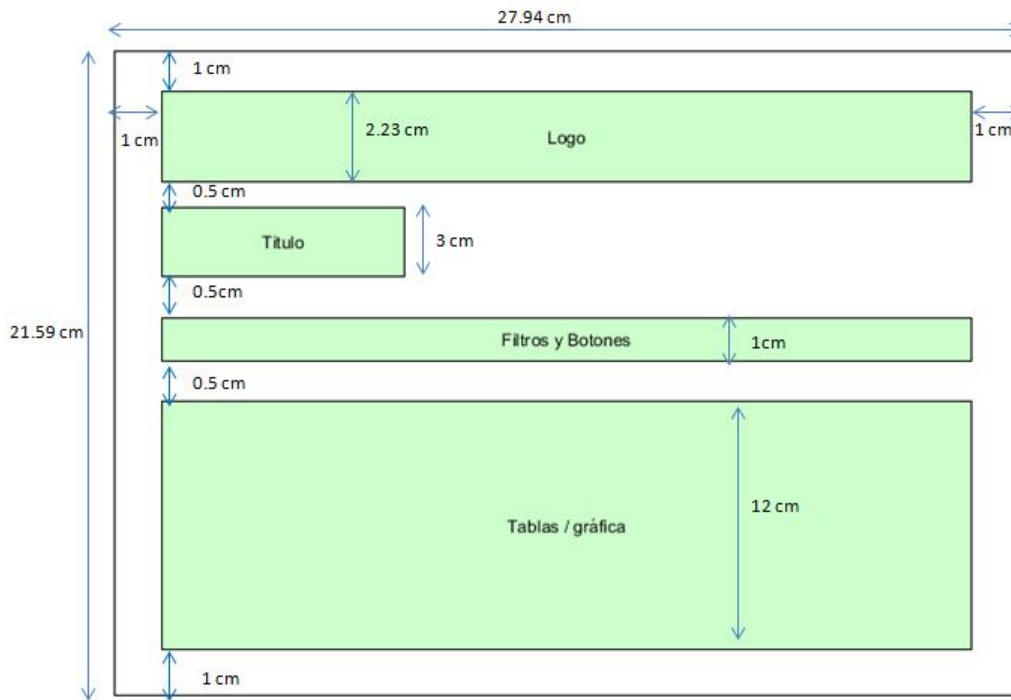 27.94 cm
1 cm
1 cm
2.23 cm
Logo
1 cm
0.5 cm
Titulo
3 cm
0.5cm
21.59 cm
Filtros y Botones
1cm
0.5 cm
12 cm
Tablas / gráfica
1 cm